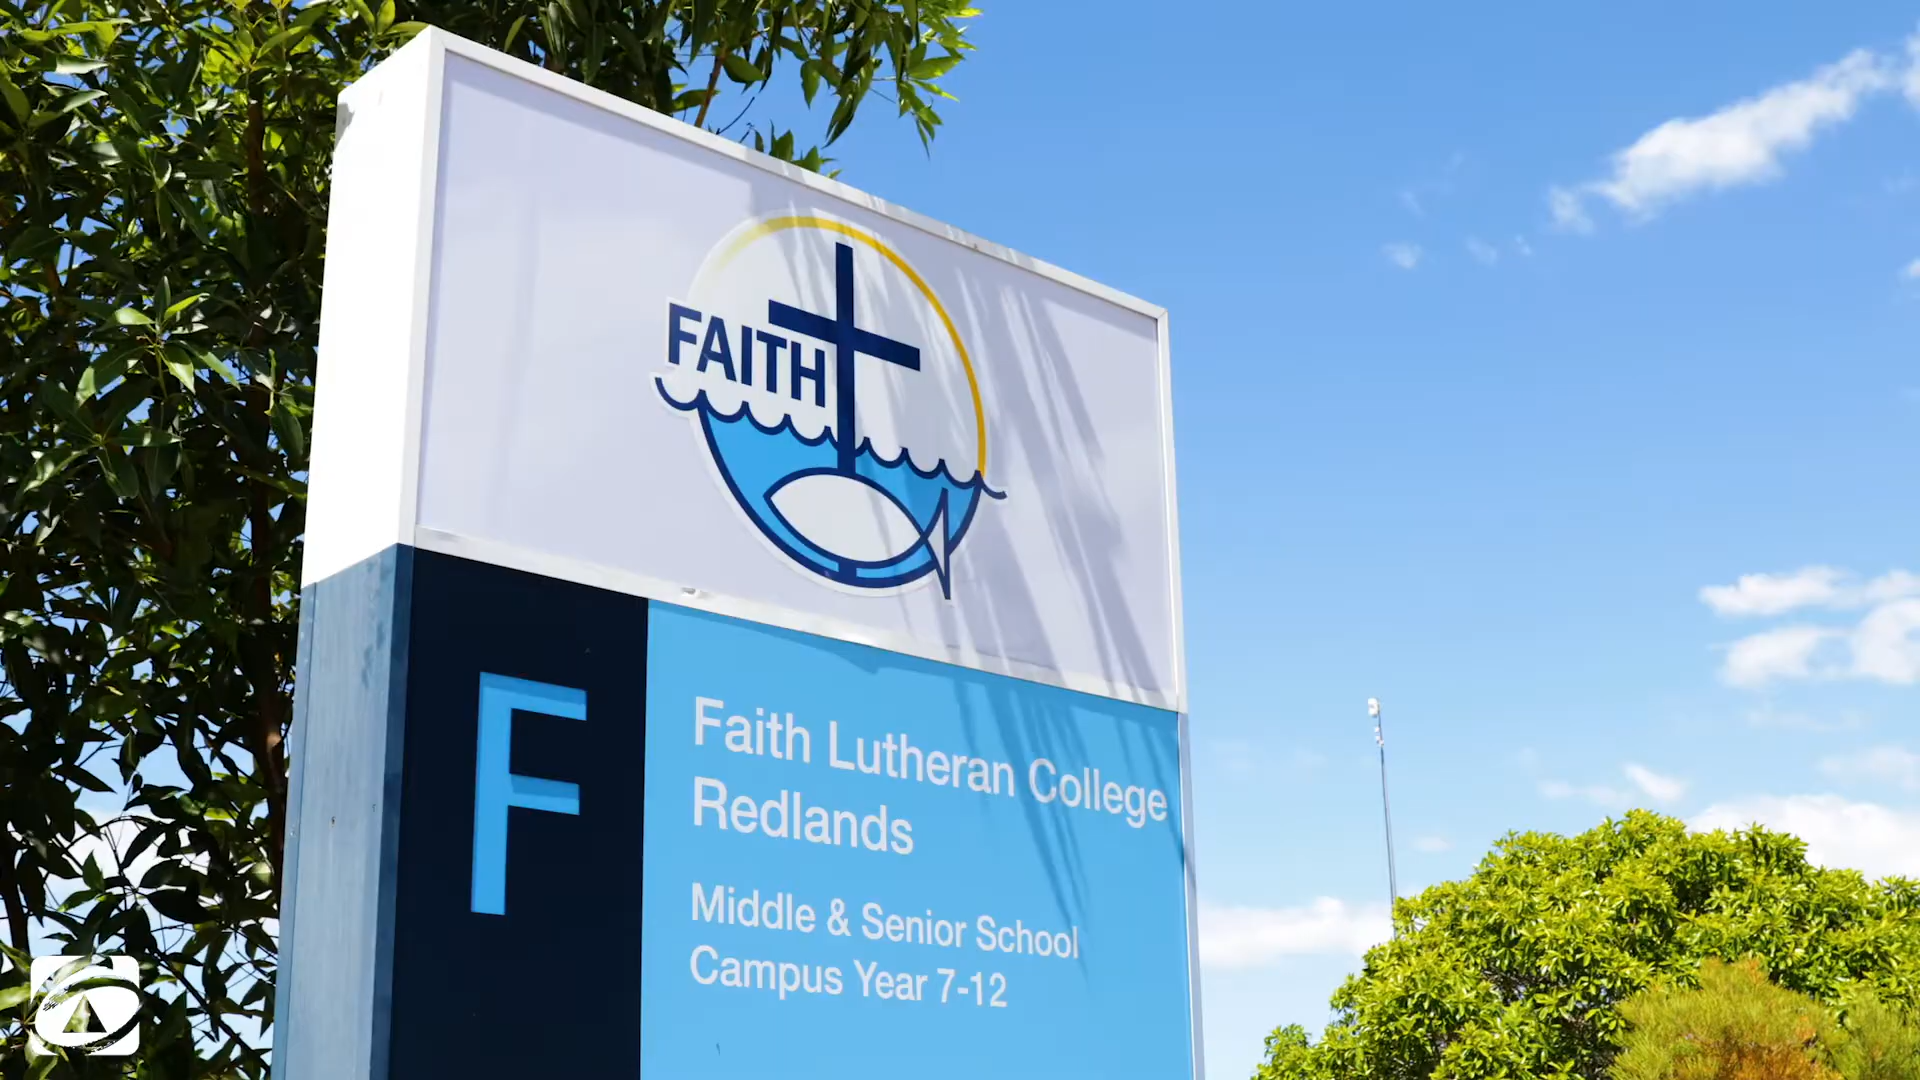 FAITH
F
Faith Lutheran College
Redlands
Middle & Senior School
Campus Year 7-12